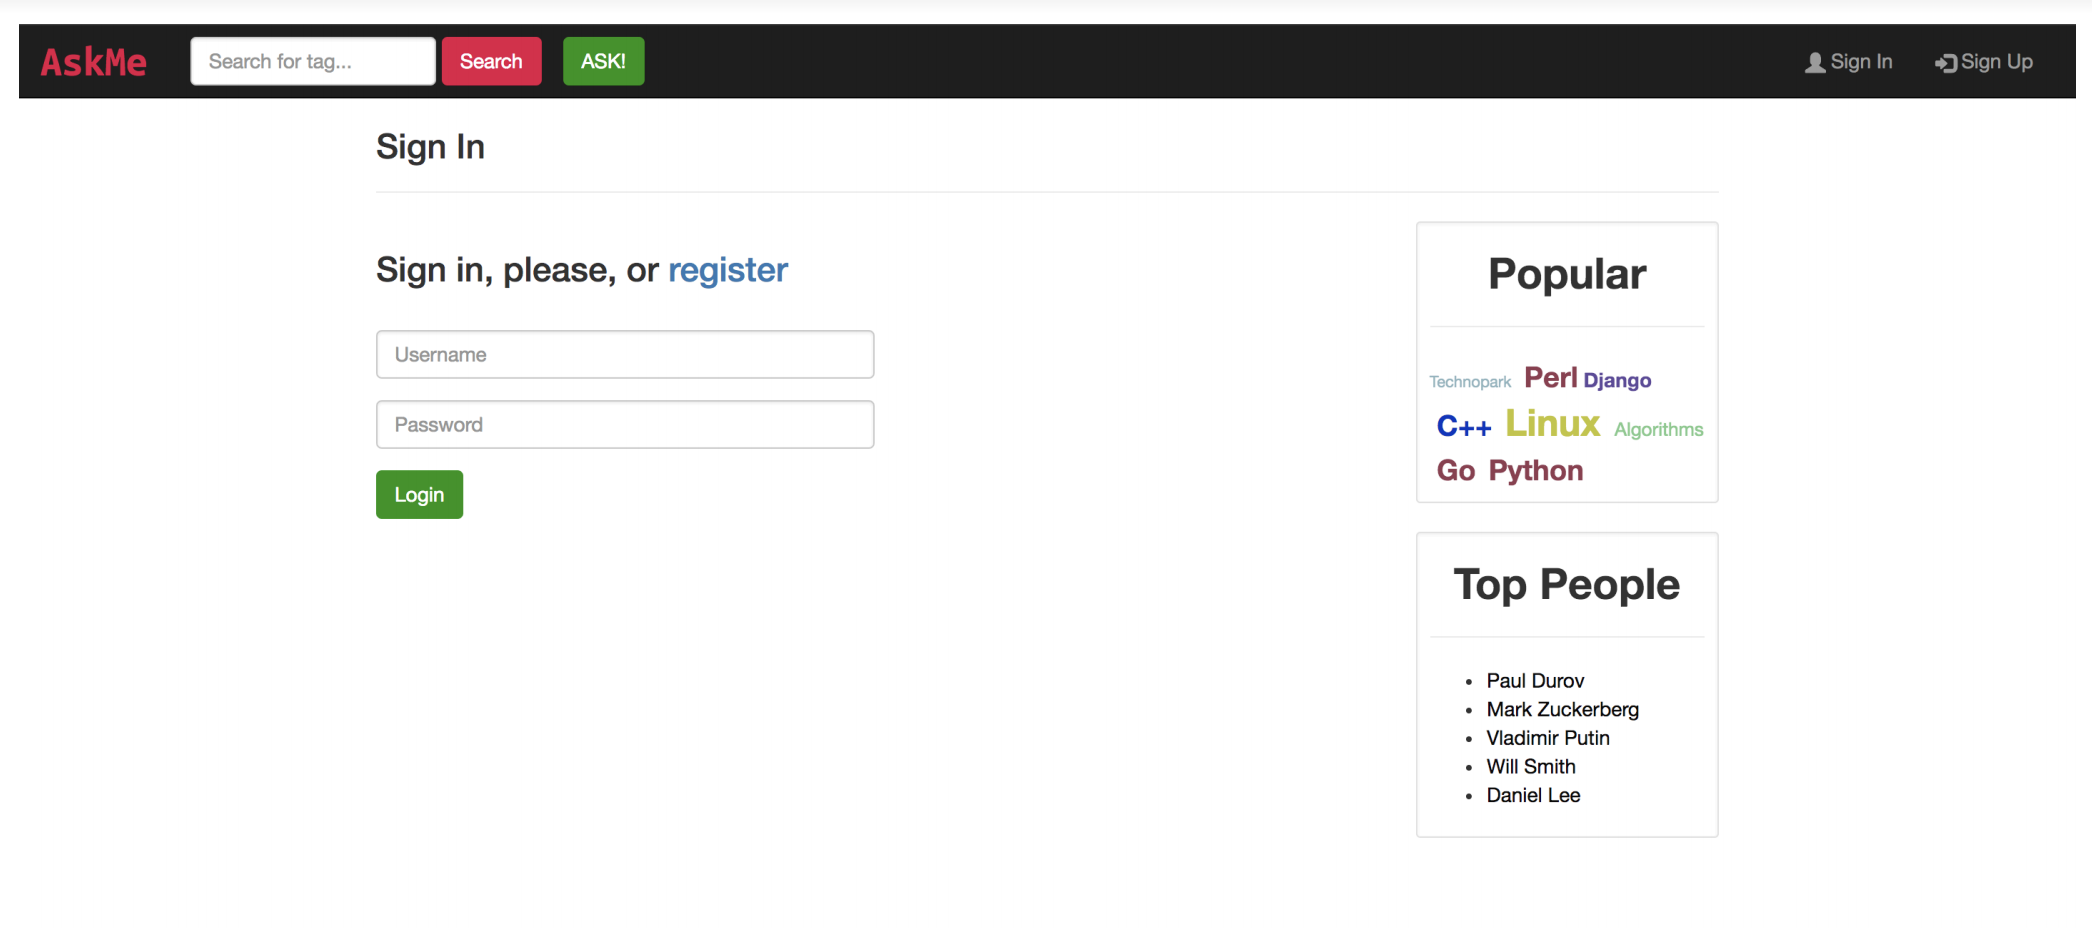 AskMe Search for tag... Search ASK! Sign In Sign Up
Sign In
Sign in, please, or register
Username
Password
Login
Popular
Technopark Perl Django
C++ Linux Algorithms
Go Python
Top People
Paul Durov
Mark Zuckerberg
Vladimir Putin
Will Smith
Daniel Lee